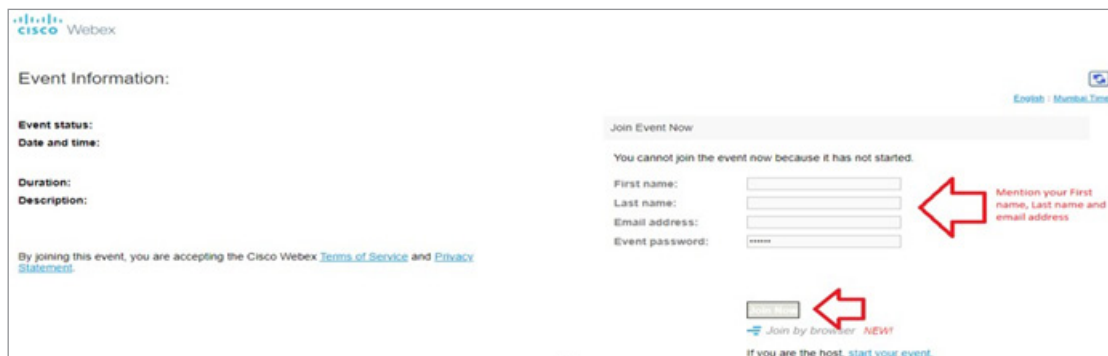 CISCO Webex
Event Information:
English : Mumbai Time
Event status:
Date and time:
Duration:
Description:
By joining this event, you are accepting the Cisco Webex Terms of Service and Privacy
Statement.
Join Event Now
You cannot join the event now because it has not started.
First name:
Last name:
Email address:
Event password:
Mention your First
name, Last name and
email address
Join Now
Join by browser NEW!
If you are the host, start your event.